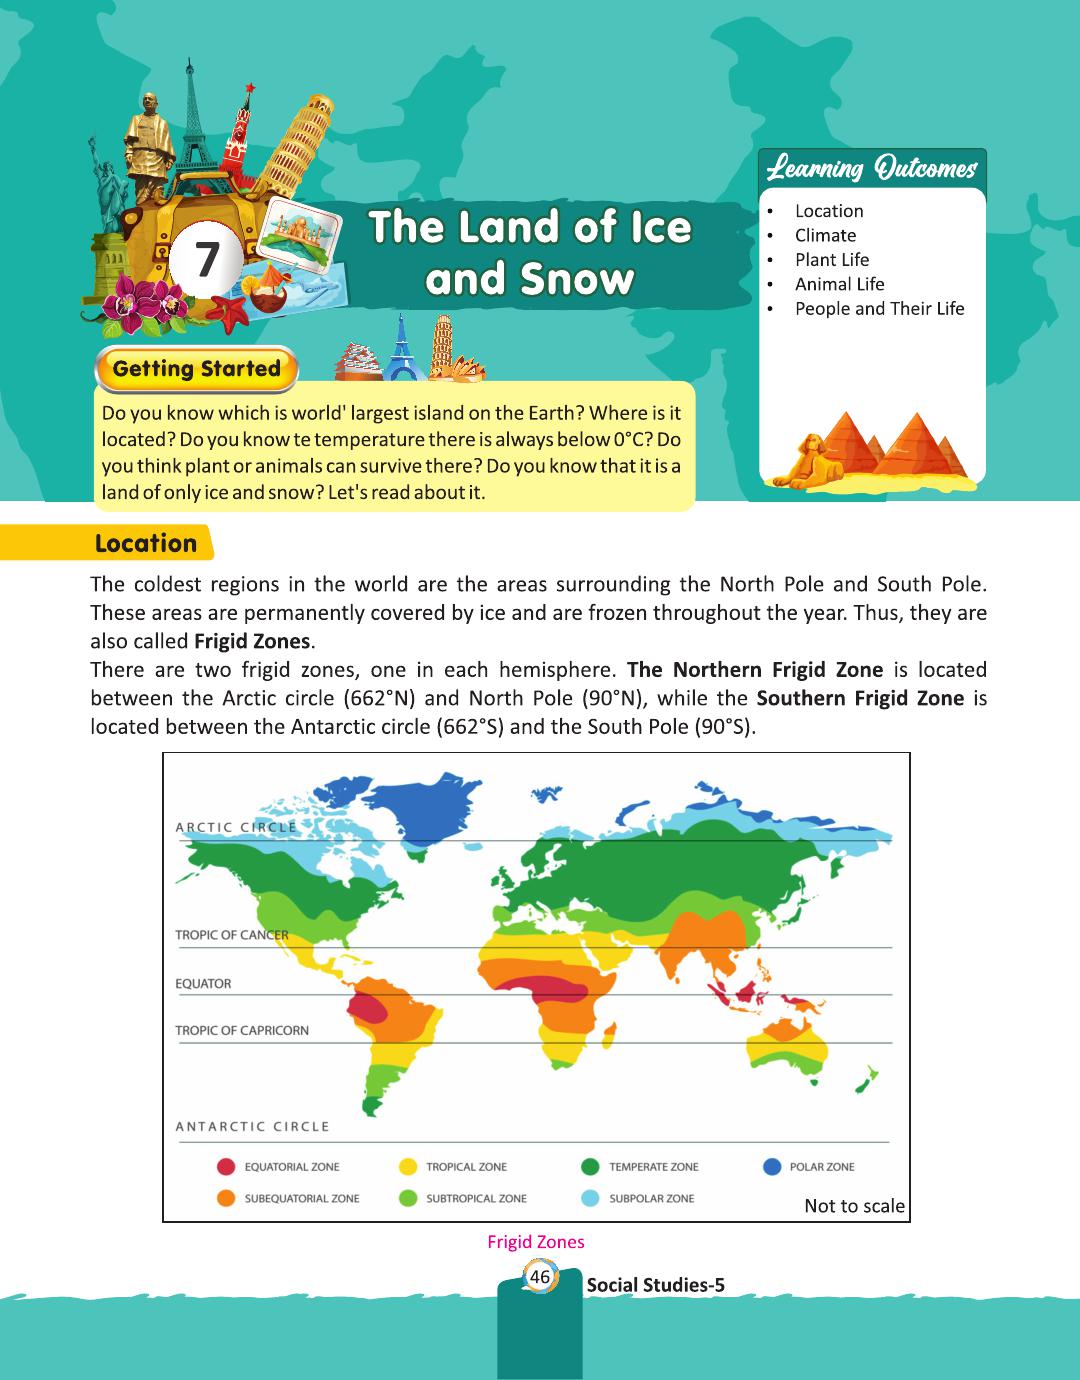 7
The Land of Ice
and Snow
Learning Outcomes
• Location
• Climate
• Plant Life
• Animal Life
• People and Their Life
Getting Started
Do you know which is world' largest island on the Earth? Where is it
located? Do you know te temperature there is always below 0°C? Do
you think plant or animals can survive there? Do you know that it is a
land of only ice and snow? Let's read about it.
Location
The coldest regions in the world are the areas surrounding the North Pole and South Pole.
These areas are permanently covered by ice and are frozen throughout the year. Thus, they are
also called Frigid Zones.
There are two frigid zones, one in each hemisphere. The Northern Frigid Zone is located
between the Arctic circle (662°N) and North Pole (90°N), while the Southern Frigid Zone is
located between the Antarctic circle (662°S) and the South Pole (90°S).
ARCTIC CIRCLE
TROPIC OF CANCER
EQUATOR
TROPIC OF CAPRICORN
ANTARCTIC CIRCLE
EQUATORIAL ZONE TROPICAL ZONE TEMPERATE ZONE POLAR ZONE
SUBEQUATORIAL ZONE SUBTROPICAL ZONE SUBPOLAR ZONE
Not to scale
Frigid Zones
46
Social Studies-5